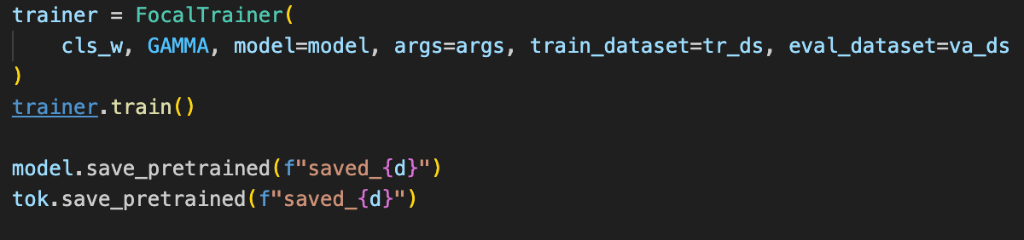 trainer = FocalTrainer(
    cls_w, GAMMA, model=model, args=args, train_dataset=tr_ds, eval_dataset=va_ds
)
trainer.train()

model.save_pretrained(f"saved_{d}")
tok.save_pretrained(f"saved_{d}")